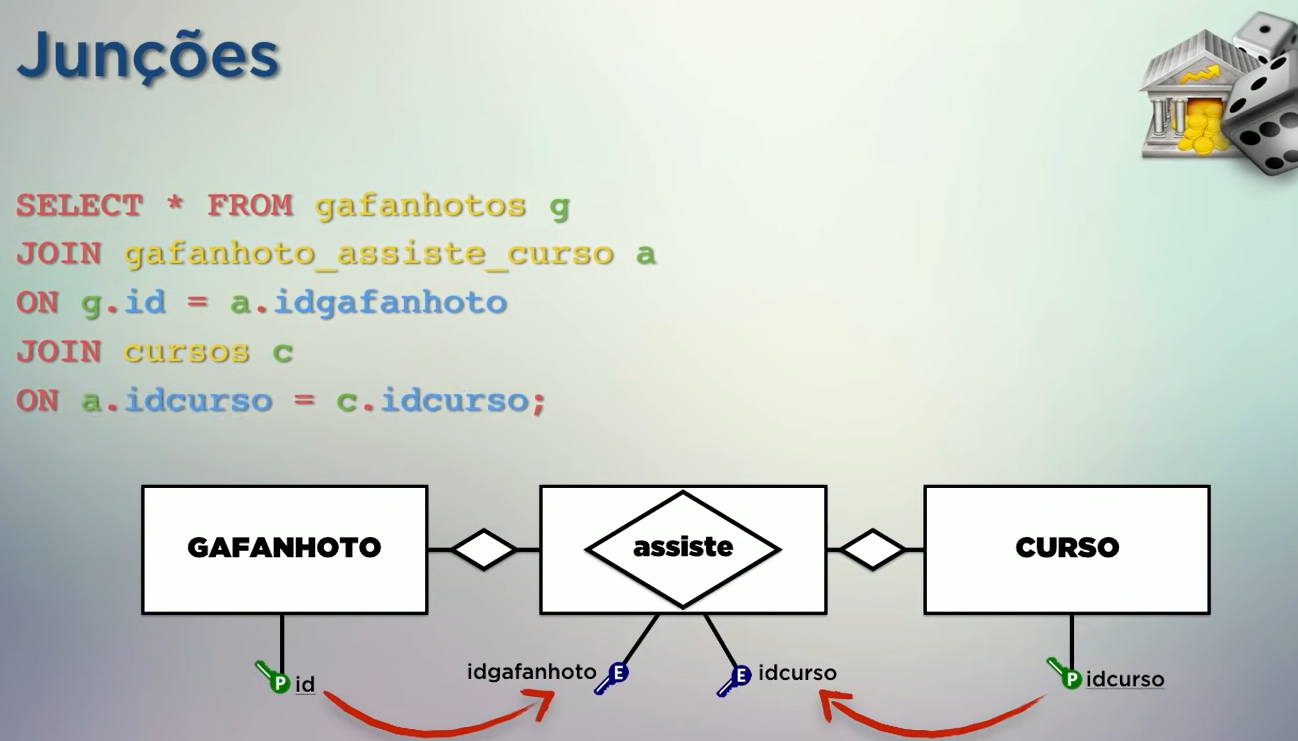 Junções
SELECT * FROM gafanhotos g
JOIN gafanhoto_assiste_curso a
ON g.id = a.idgafanhoto
JOIN cursos c
ON a.idcurso = c.idcurso;
GAFANHOTO
assiste
CURSO
P id
idgafanhoto E
E idcurso
P idcurso